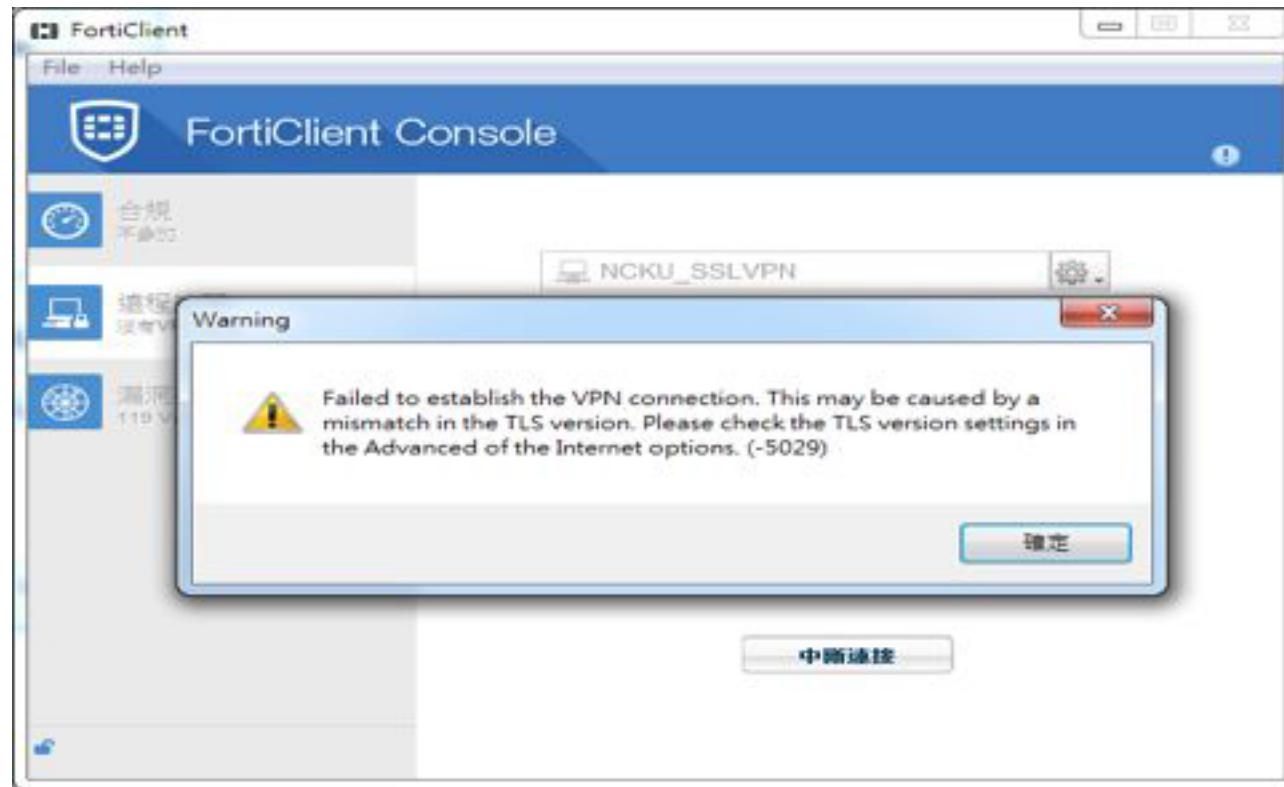 FortiClient
File Help
FortiClient Console
合規
NCKU_SSLVPN
Warning
Failed to establish the VPN connection. This may be caused by a
mismatch in the TLS version. Please check the TLS version settings in
the Advanced of the Internet options. (-5029)
確定
中斷連接